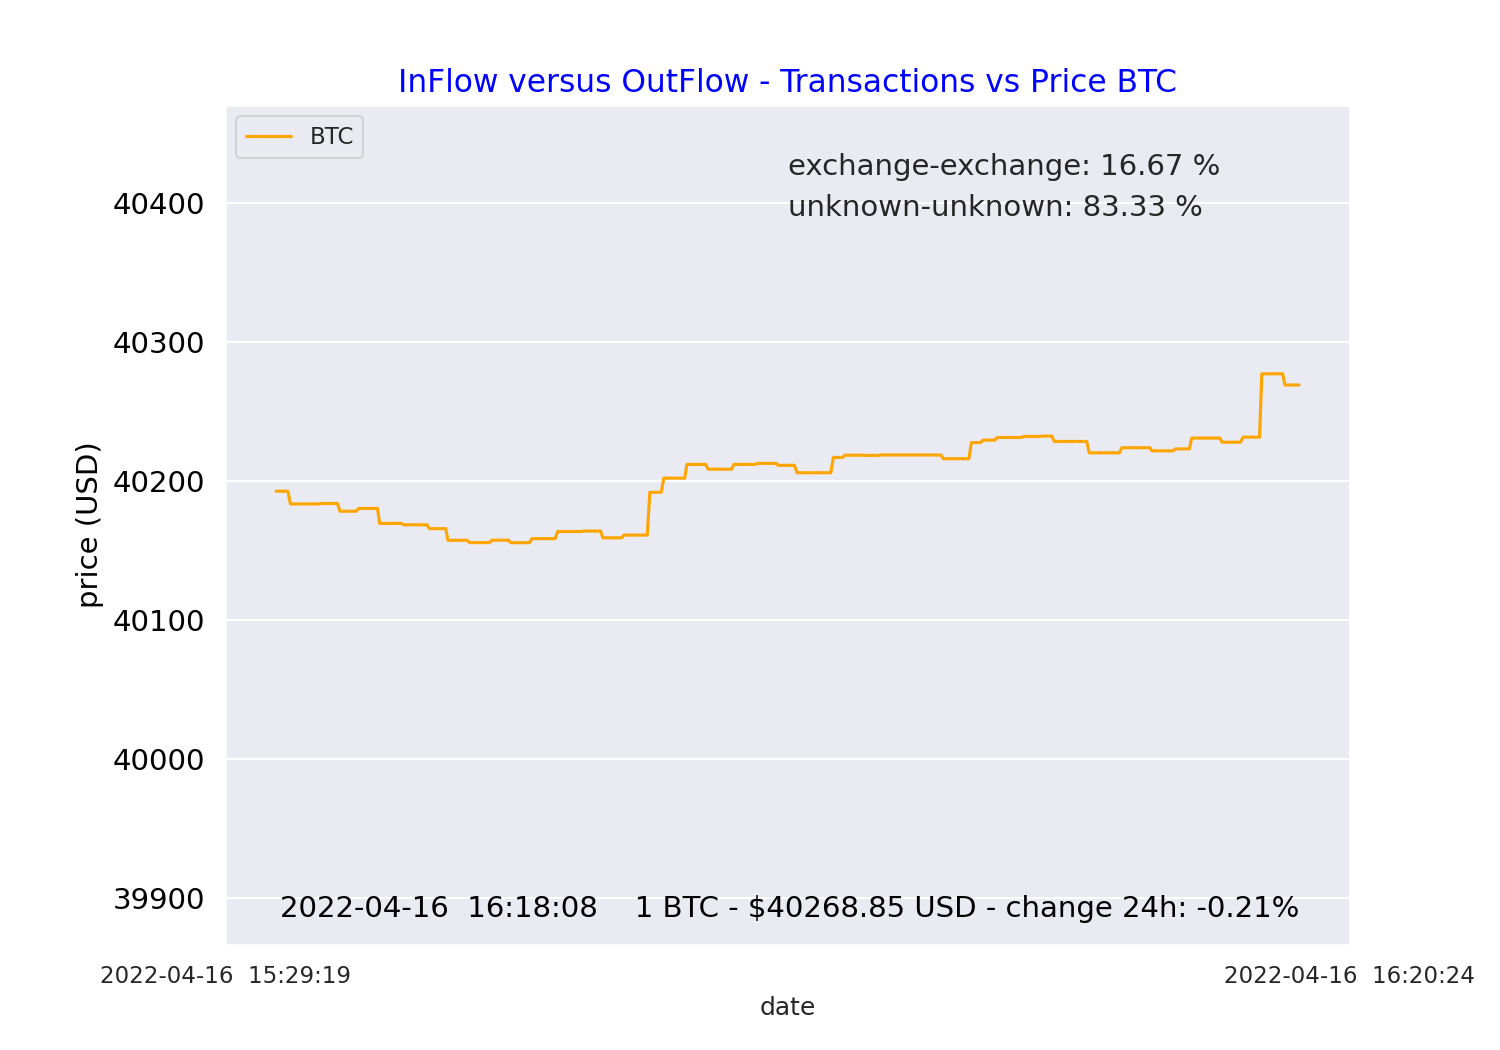 InFlow versus OutFlow - Transactions vs Price BTC
BTC
exchange-exchange: 16.67 %
unknown-unknown: 83.33 %
40400
40300
40200
40100
40000
39900
price (USD)
2022-04-16  16:18:08    1 BTC - $40268.85 USD - change 24h: -0.21%
2022-04-16  15:29:19
2022-04-16  16:20:24
date